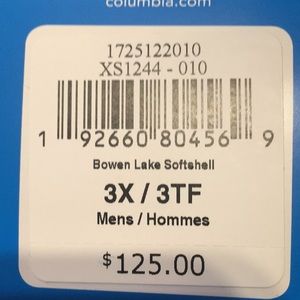 columbia.com
1725122010
XS1244 - 010
1 92660 80456 9
Bowen Lake Softshell
3X / 3TF
Mens / Hommes
$125.00